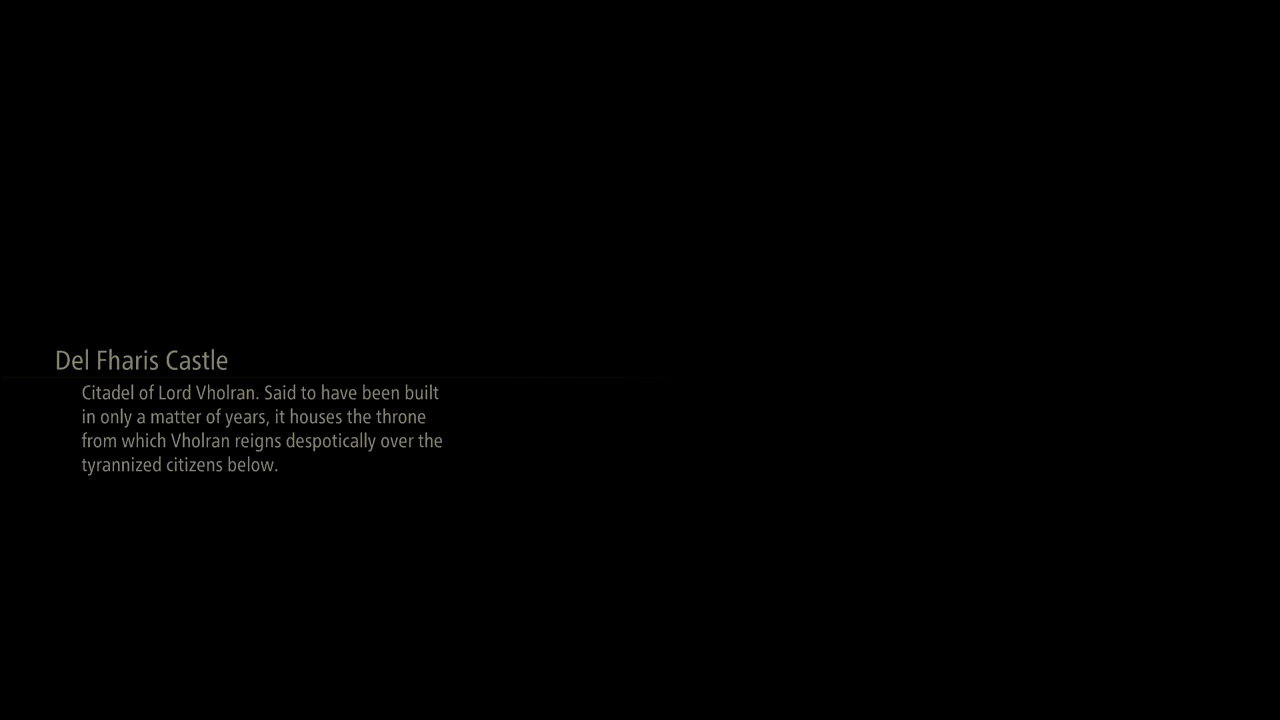 Del Fharis Castle
Citadel of Lord Vholran. Said to have been built
in only a matter of years, it houses the throne
from which Vholran reigns despotically over the
tyrannized citizens below.